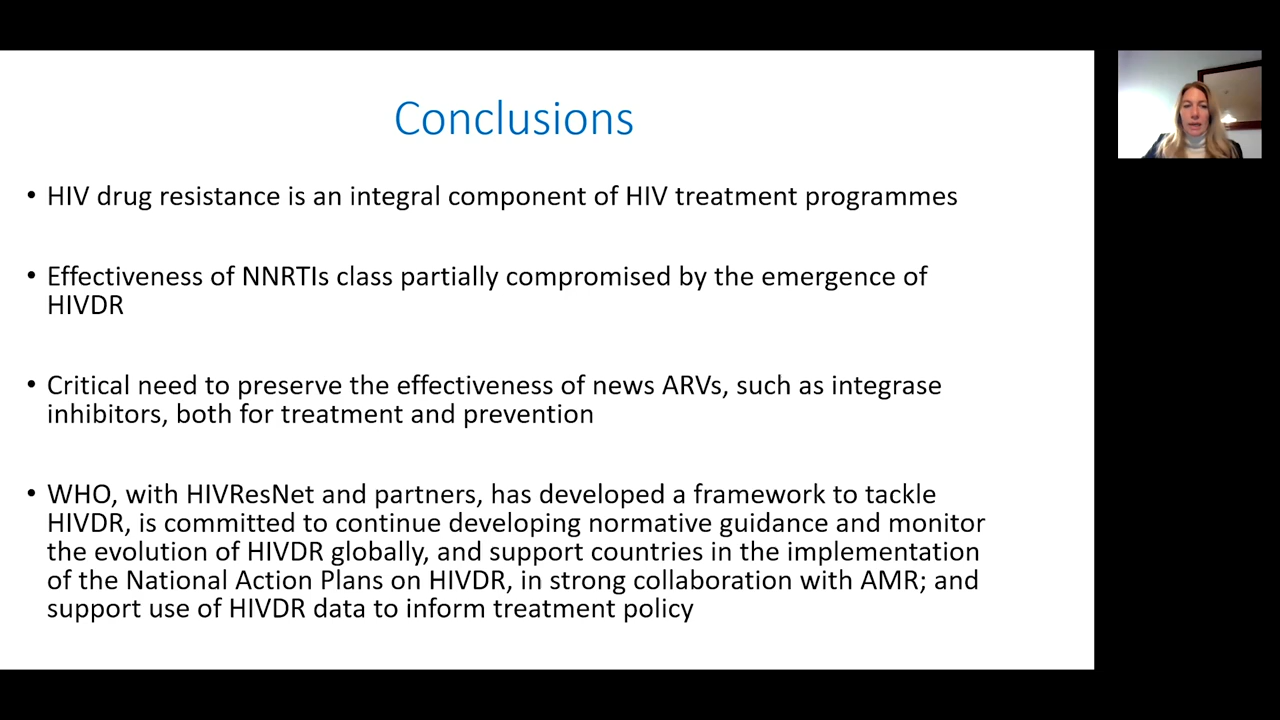 Conclusions
• HIV drug resistance is an integral component of HIV treatment programmes
• Effectiveness of NNRTIs class partially compromised by the emergence of
HIVDR
• Critical need to preserve the effectiveness of news ARVs, such as integrase
inhibitors, both for treatment and prevention
• WHO, with HIVResNet and partners, has developed a framework to tackle
HIVDR, is committed to continue developing normative guidance and monitor
the evolution of HIVDR globally, and support countries in the implementation
of the National Action Plans on HIVDR, in strong collaboration with AMR; and
support use of HIVDR data to inform treatment policy